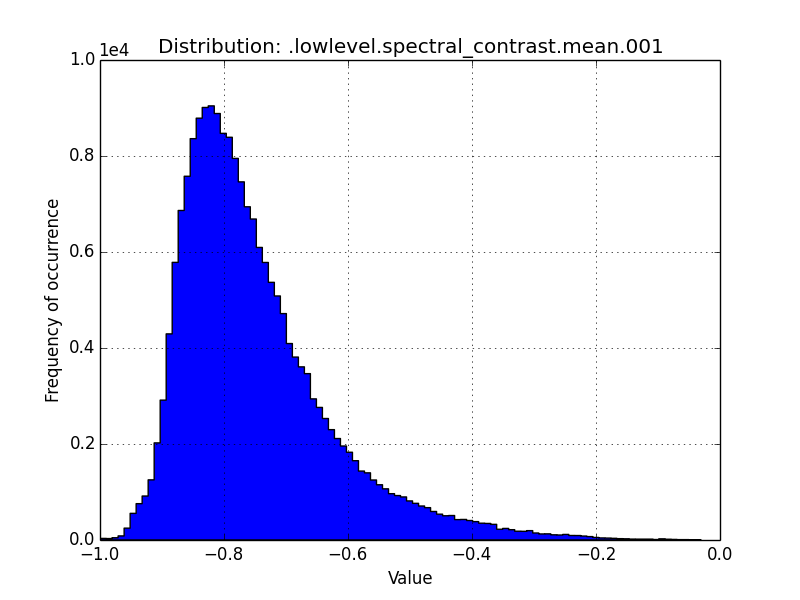 Distribution: .lowlevel.spectral_contrast.mean.001
1e4
1.0
0.8
0.6
0.4
0.2
0.0
Frequency of occurrence
−1.0 −0.8 −0.6 −0.4 −0.2 0.0
Value